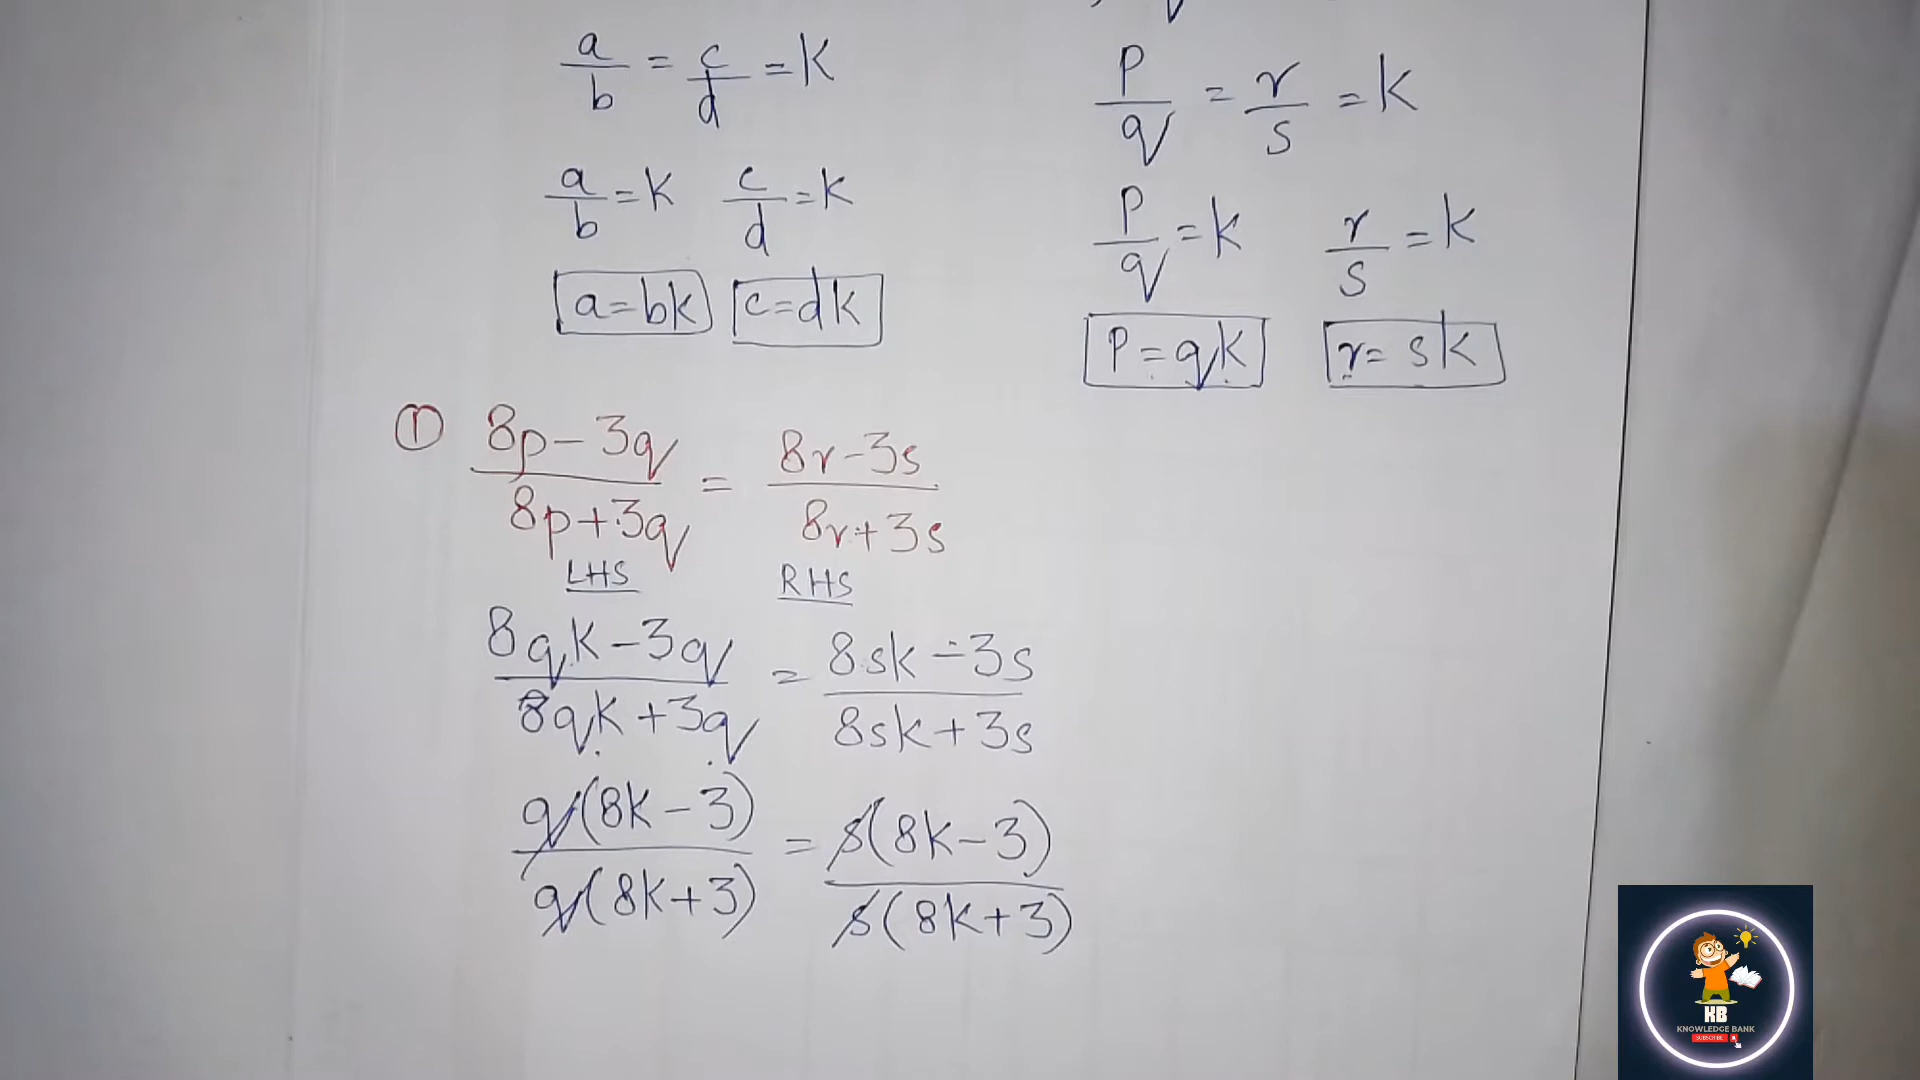 a/b = c/d = K
a/b = K   c/d = K
a = bk   c = dk
P/q = r/s = k
P/q = k   r/s = k
P = qk   r = sk
① 8p - 3q / 8p + 3q = 8r - 3s / 8r + 3s
LHS   RHS
8qk - 3q / 8qk + 3q = 8sk - 3s / 8sk + 3s
q(8k - 3) / q(8k + 3) = s(8k - 3) / s(8k + 3)
KB
KNOWLEDGE BANK
SUBSCRIBE